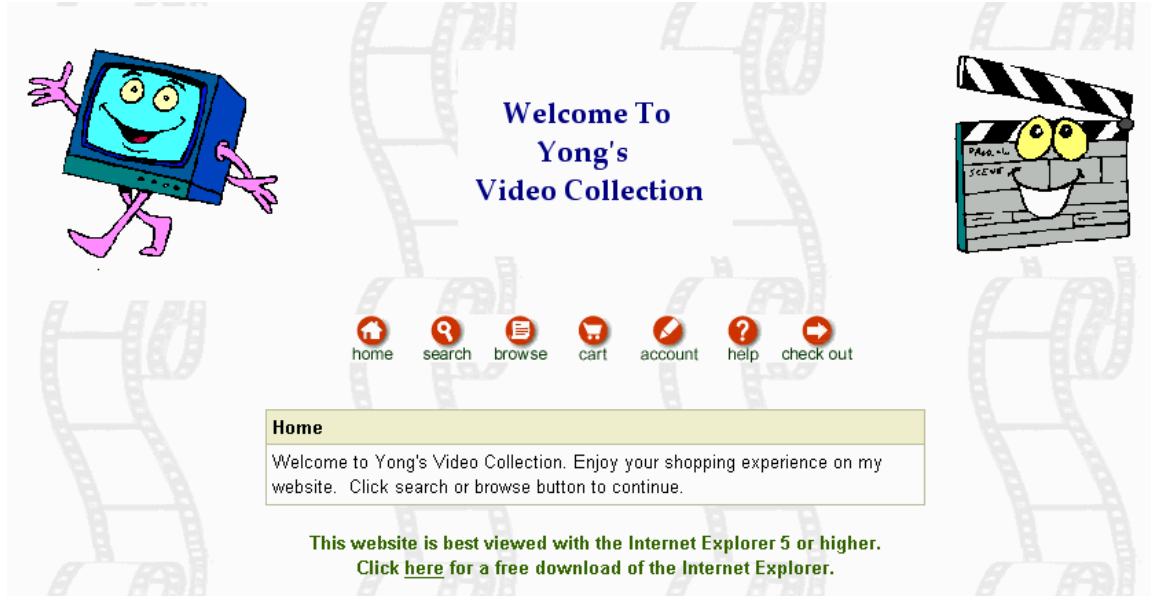 Welcome To
Yong's
Video Collection
SCENE
home search browse cart account help check out
Home
Welcome to Yong's Video Collection. Enjoy your shopping experience on my
website. Click search or browse button to continue.
This website is best viewed with the Internet Explorer 5 or higher.
Click here for a free download of the Internet Explorer.